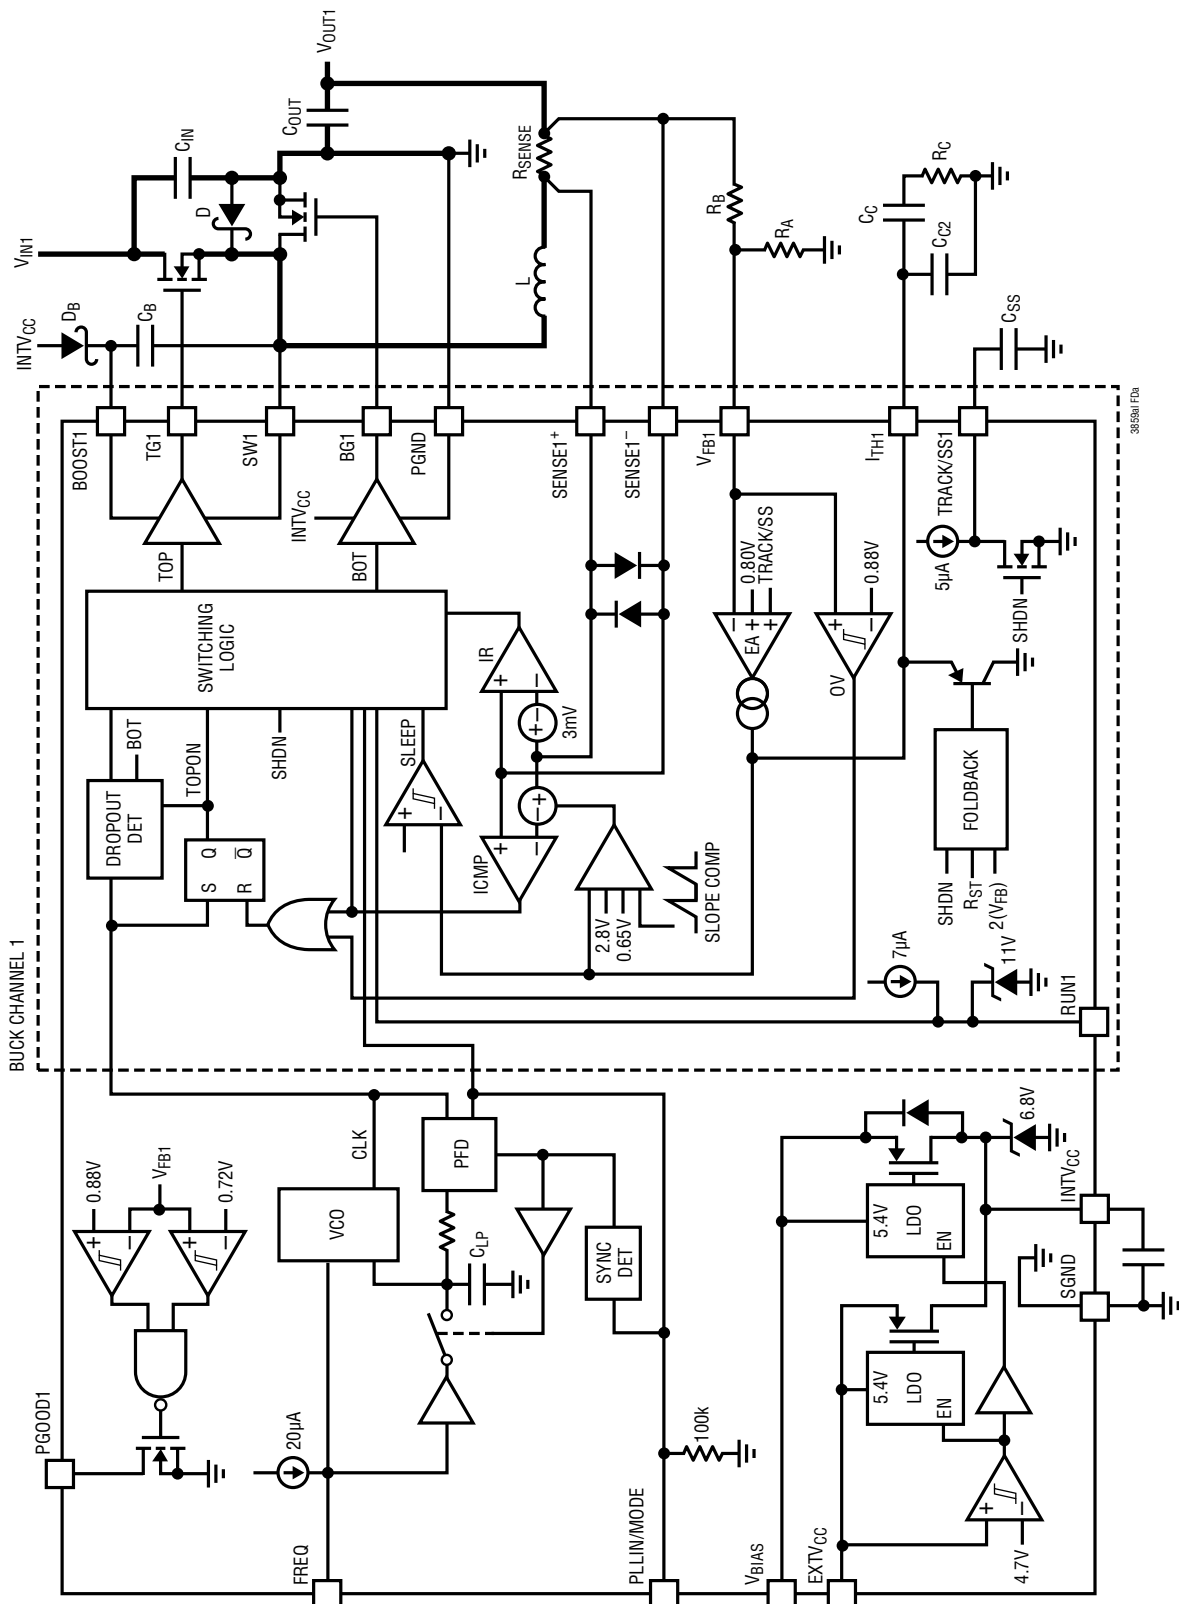 BUCK CHANNEL 1
INTVCC
DB
CB
VIN1
CIN
D
COUT
VOUT1
RSENSE
L
RB
RA
CC
RC
CC2
CSS
3859al FDa
BOOST1
TG1
SW1
BG1
PGND
SENSE1+
SENSE1–
VFB1
ITH1
TRACK/SS1
TOP
INTVCC
BOT
SWITCHING
LOGIC
DROPOUT
DET
BOT
TOPON
SHDN
S Q
R Q̅
SLEEP
+
–
IR
+
–
+
–
3mV
+
–
ICMP
+
–
2.8V
0.65V
SLOPE COMP
–
EA +
+
0.80V
TRACK/SS
OV
+
–
0.88V
5µA
SHDN
FOLDBACK
SHDN
RST
2(VFB)
7µA
11V
RUN1
0.88V
VFB1
0.72V
+
–
+
–
PGOOD1
CLK
VCO
PFD
CLP
SYNC
DET
20µA
FREQ
100k
PLLIN/MODE
VBIAS
EXTVCC
5.4V
LDO
EN
5.4V
LDO
EN
4.7V
+
–
6.8V
INTVCC
SGND